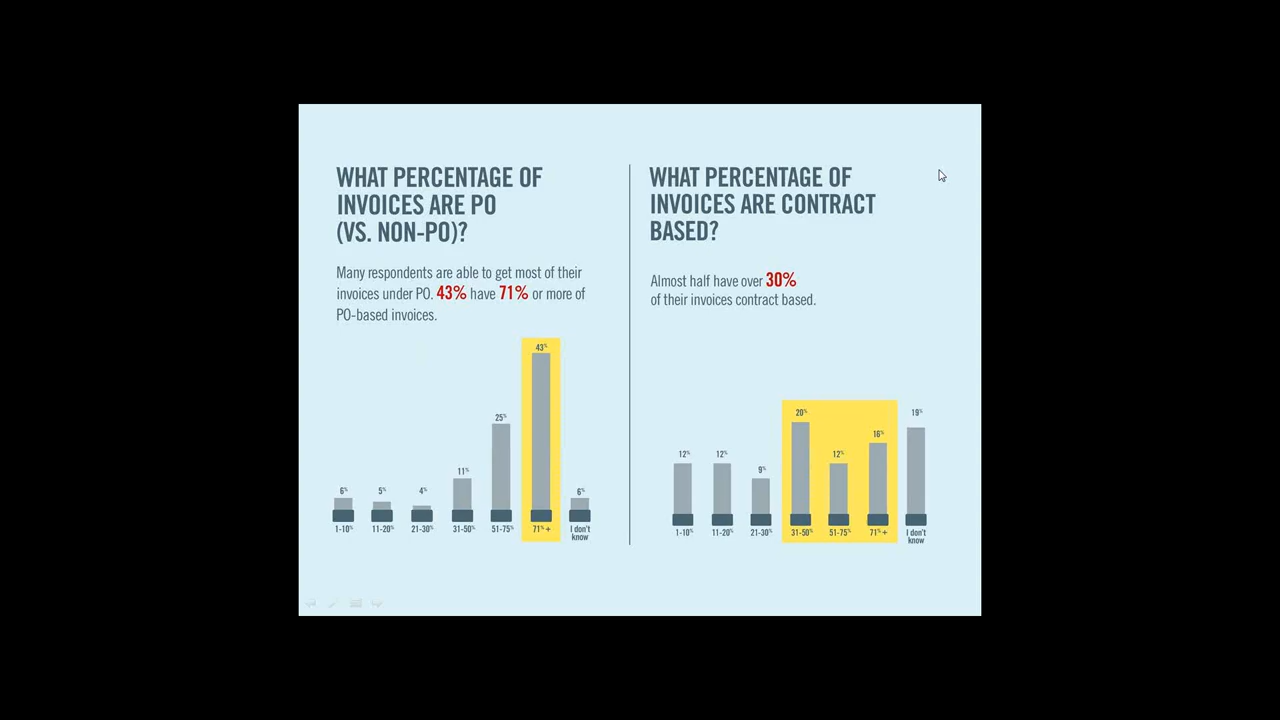 WHAT PERCENTAGE OF
INVOICES ARE PO
(VS. NON-PO)?
Many respondents are able to get most of their
invoices under PO. 43% have 71% or more of
PO-based invoices.
43%
25%
11%
6%
5%
4%
6%
1-10%
11-20%
21-30%
31-50%
51-75%
71%+
I don't
know
WHAT PERCENTAGE OF
INVOICES ARE CONTRACT
BASED?
Almost half have over 30%
of their invoices contract based.
12%
12%
9%
20%
12%
16%
19%
1-10%
11-20%
21-30%
31-50%
51-75%
71%+
I don't
know